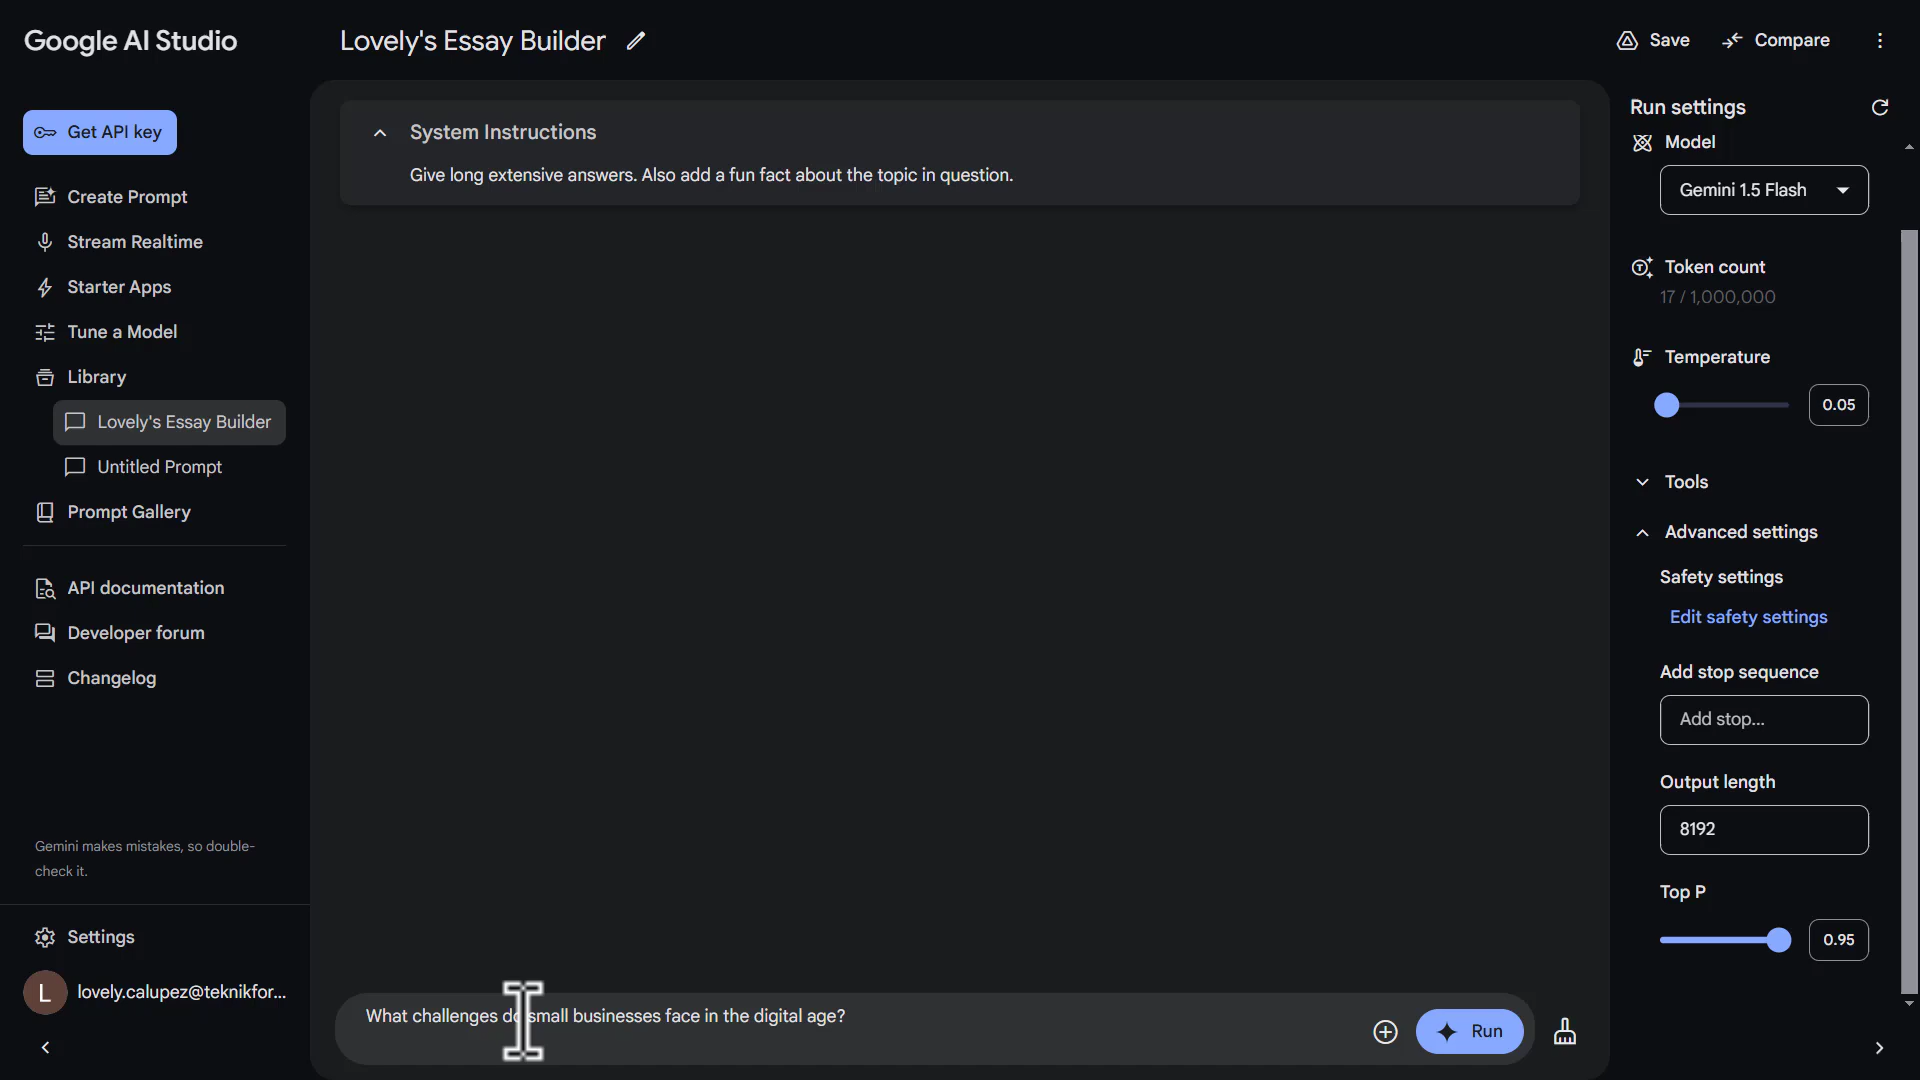 Google AI Studio
Lovely's Essay Builder
Save
Compare
Get API key
Create Prompt
Stream Realtime
Starter Apps
Tune a Model
Library
Lovely's Essay Builder
Untitled Prompt
Prompt Gallery
API documentation
Developer forum
Changelog
Gemini makes mistakes, so double-
check it.
Settings
L
lovely.calupez@teknikfor...
System Instructions
Give long extensive answers. Also add a fun fact about the topic in question.
What challenges do small businesses face in the digital age?
Run
Run settings
Model
Gemini 1.5 Flash
Token count
17 / 1,000,000
Temperature
0.05
Tools
Advanced settings
Safety settings
Edit safety settings
Add stop sequence
Add stop...
Output length
8192
Top P
0.95